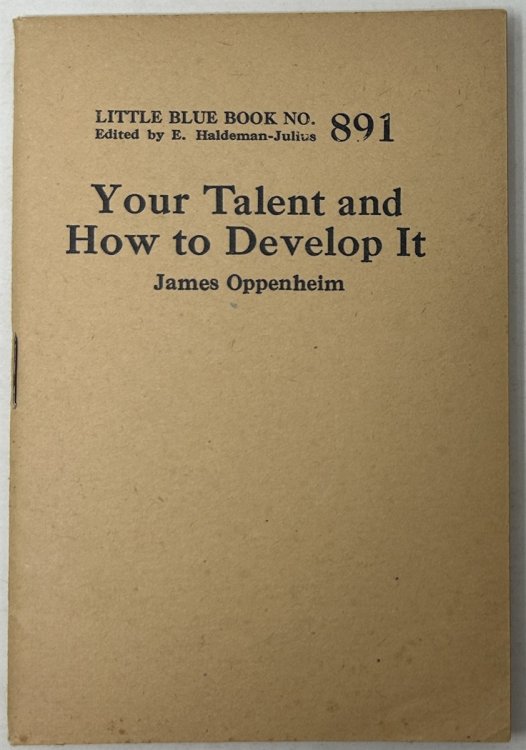 LITTLE BLUE BOOK NO. 891
Edited by E. Haldeman-Julius
Your Talent and
How to Develop It
James Oppenheim